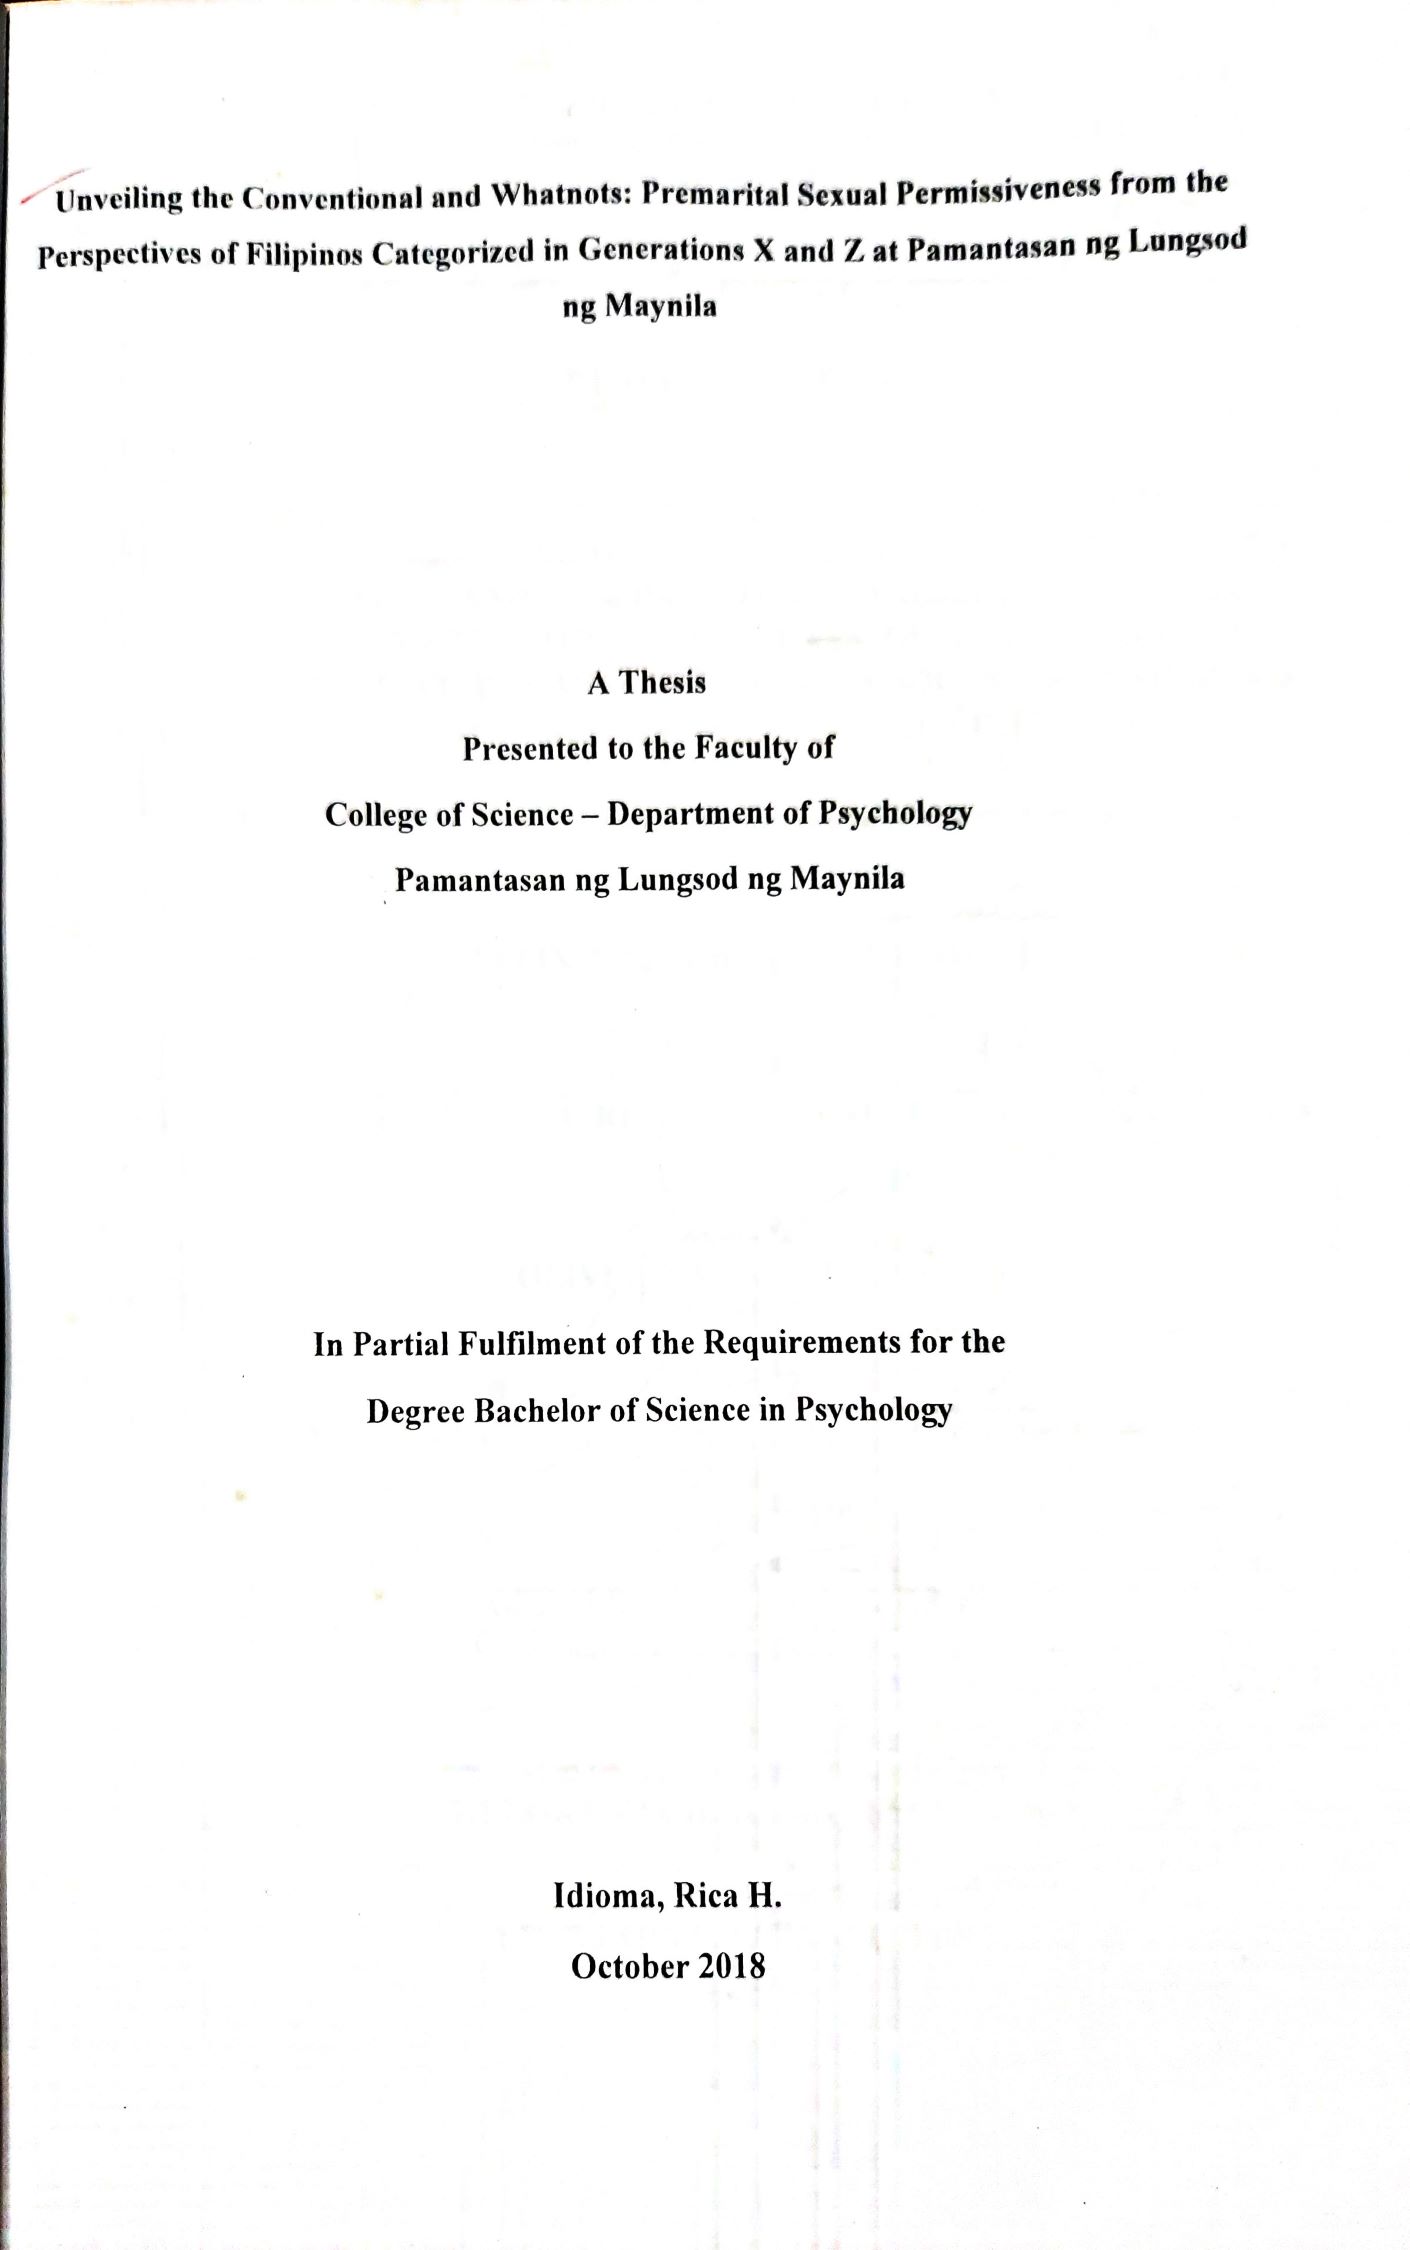 Unveiling the Conventional and Whatnots: Premarital Sexual Permissiveness from the
Perspectives of Filipinos Categorized in Generations X and Z at Pamantasan ng Lungsod
ng Maynila
A Thesis
Presented to the Faculty of
College of Science – Department of Psychology
Pamantasan ng Lungsod ng Maynila
In Partial Fulfilment of the Requirements for the
Degree Bachelor of Science in Psychology
Idioma, Rica H.
October 2018